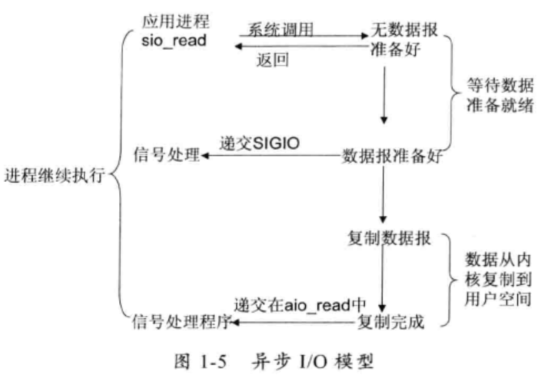 应用进程
sio_read
系统调用
返回
无数据报
准备好
等待数据
准备就绪
进程继续执行
信号处理
递交SIGIO
数据报准备好
复制数据报
数据从内
核复制到
用户空间
信号处理程序
递交在aio_read中
复制完成
图 1-5 异步 I/O 模型